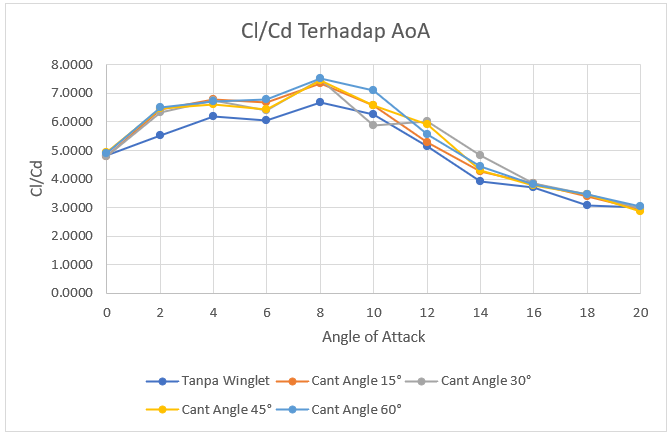 Cl/Cd Terhadap AoA
8.0000
7.0000
6.0000
5.0000
4.0000
3.0000
2.0000
1.0000
0.0000
Cl/Cd
0 2 4 6 8 10 12 14 16 18 20
Angle of Attack
Tanpa Winglet Cant Angle 15° Cant Angle 30°
Cant Angle 45° Cant Angle 60°